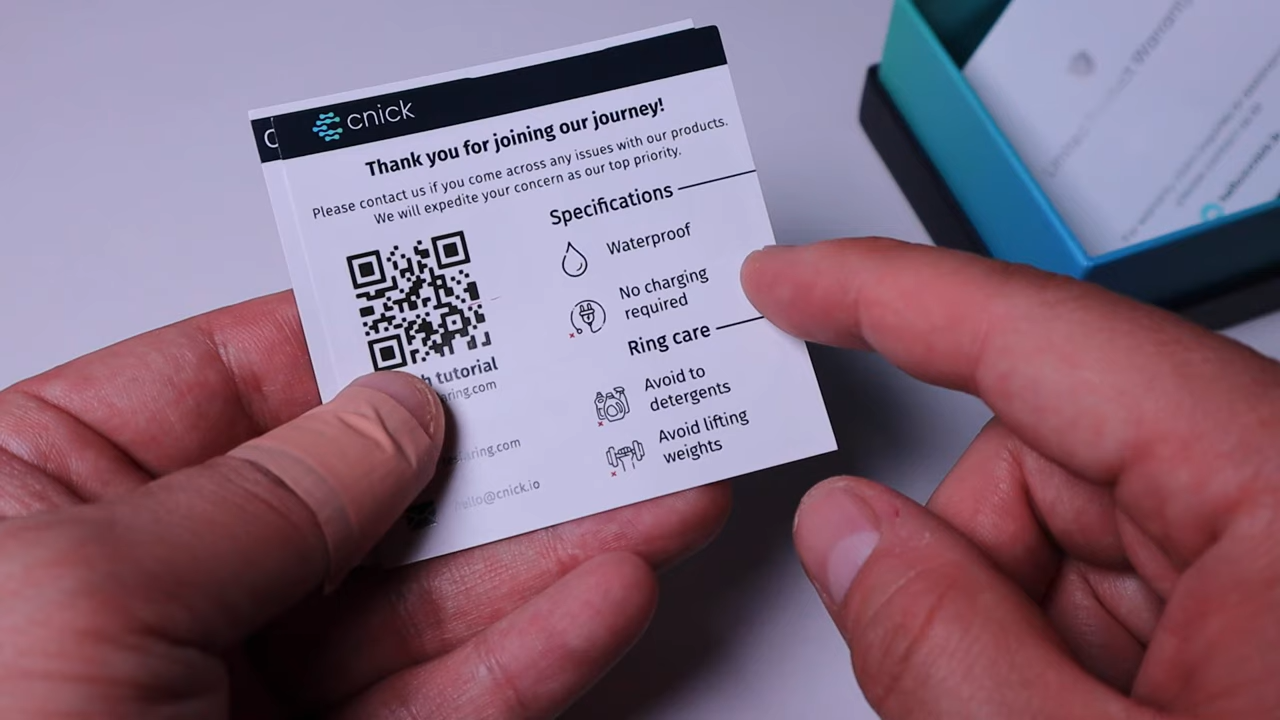 cnick
Thank you for joining our journey!
Please contact us if you come across any issues with our products.
We will expedite your concern as our top priority.
tutorial
aring.com
aring.com
hello@cnick.io
Specifications
Waterproof
No charging
required
Ring care
Avoid to
detergents
Avoid lifting
weights
C
Warranty